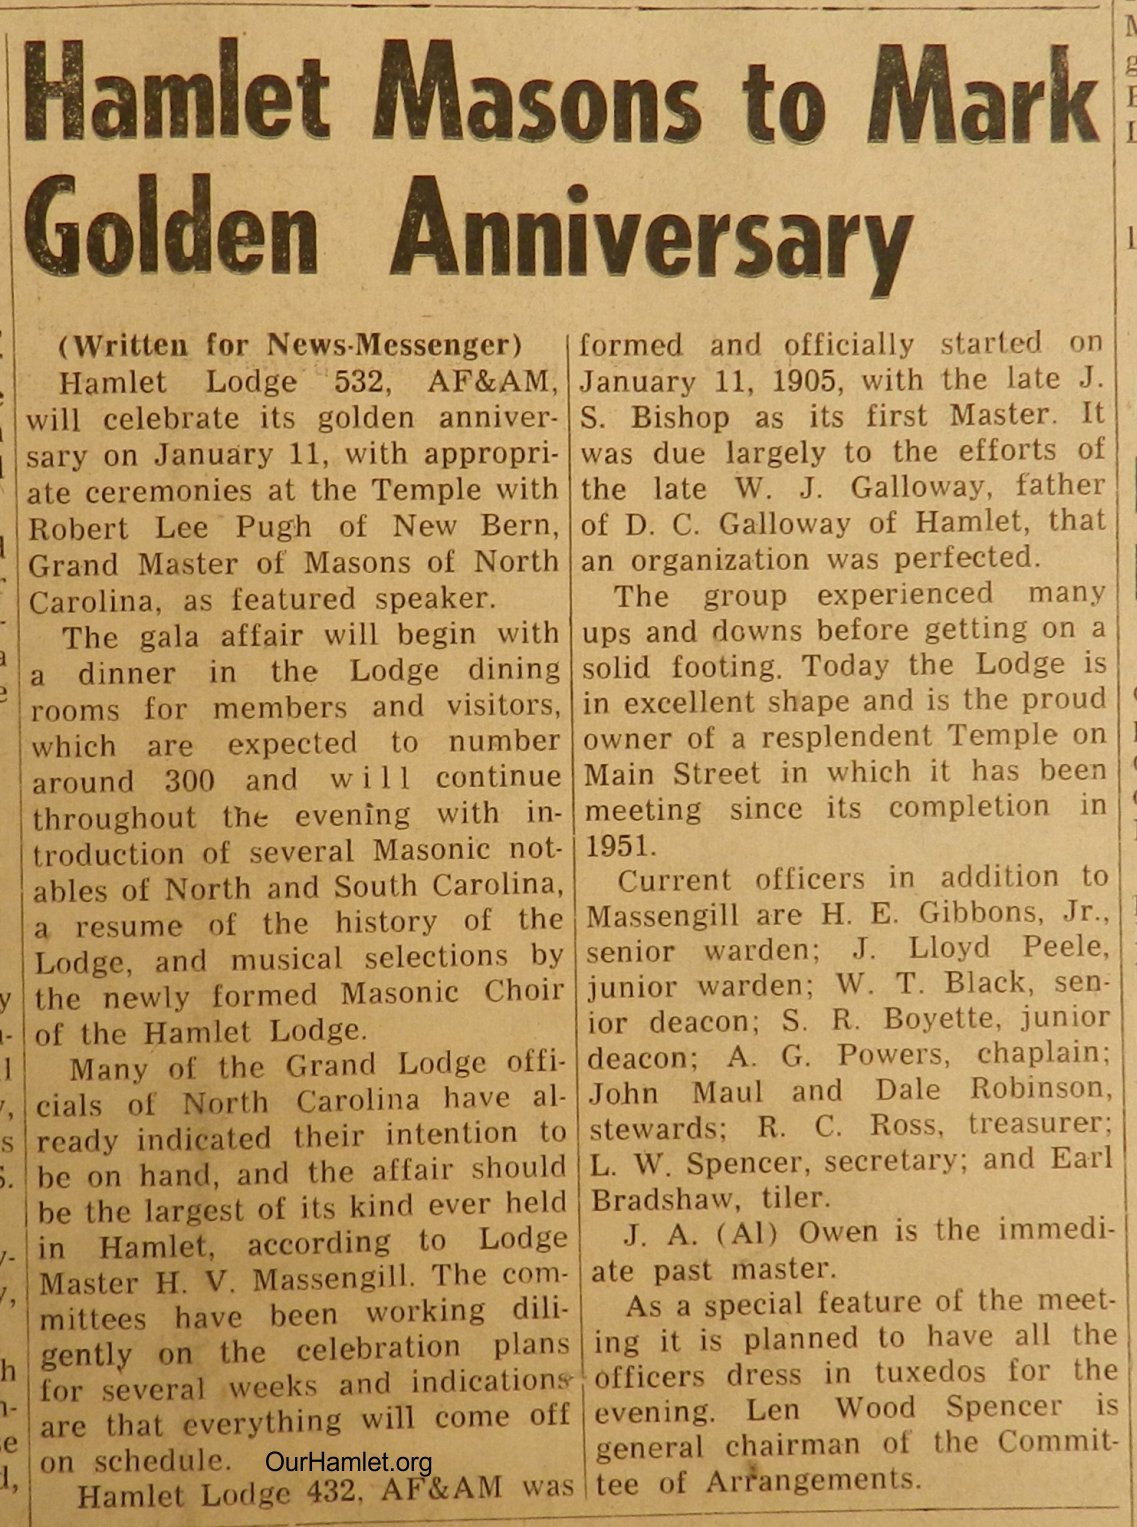 Hamlet Masons to Mark
Golden Anniversary
(Written for News-Messenger)
Hamlet Lodge 532, AF&AM,
will celebrate its golden anniver-
sary on January 11, with appropri-
ate ceremonies at the Temple with
Robert Lee Pugh of New Bern,
Grand Master of Masons of North
Carolina, as featured speaker.
The gala affair will begin with
a dinner in the Lodge dining
rooms for members and visitors,
which are expected to number
around 300 and will continue
throughout the evening with in-
troduction of several Masonic not-
ables of North and South Carolina,
a resume of the history of the
Lodge, and musical selections by
the newly formed Masonic Choir
of the Hamlet Lodge.
Many of the Grand Lodge offi-
cials of North Carolina have al-
ready indicated their intention to
be on hand, and the affair should
be the largest of its kind ever held
in Hamlet, according to Lodge
Master H. V. Massengill. The com-
mittees have been working dili-
gently on the celebration plans
for several weeks and indications
are that everything will come off
on schedule.
OurHamlet.org
Hamlet Lodge 432, AF&AM was
formed and officially started on
January 11, 1905, with the late J.
S. Bishop as its first Master. It
was due largely to the efforts of
the late W. J. Galloway, father
of D. C. Galloway of Hamlet, that
an organization was perfected.
The group experienced many
ups and downs before getting on a
solid footing. Today the Lodge is
in excellent shape and is the proud
owner of a resplendent Temple on
Main Street in which it has been
meeting since its completion in
1951.
Current officers in addition to
Massengill are H. E. Gibbons, Jr.,
senior warden; J. Lloyd Peele,
junior warden; W. T. Black, sen-
ior deacon; S. R. Boyette, junior
deacon; A. G. Powers, chaplain;
John Maul and Dale Robinson,
stewards; R. C. Ross, treasurer;
L. W. Spencer, secretary; and Earl
Bradshaw, tiler.
J. A. (Al) Owen is the immedi-
ate past master.
As a special feature of the meet-
ing it is planned to have all the
officers dress in tuxedos for the
evening. Len Wood Spencer is
general chairman of the Commit-
tee of Arrangements.